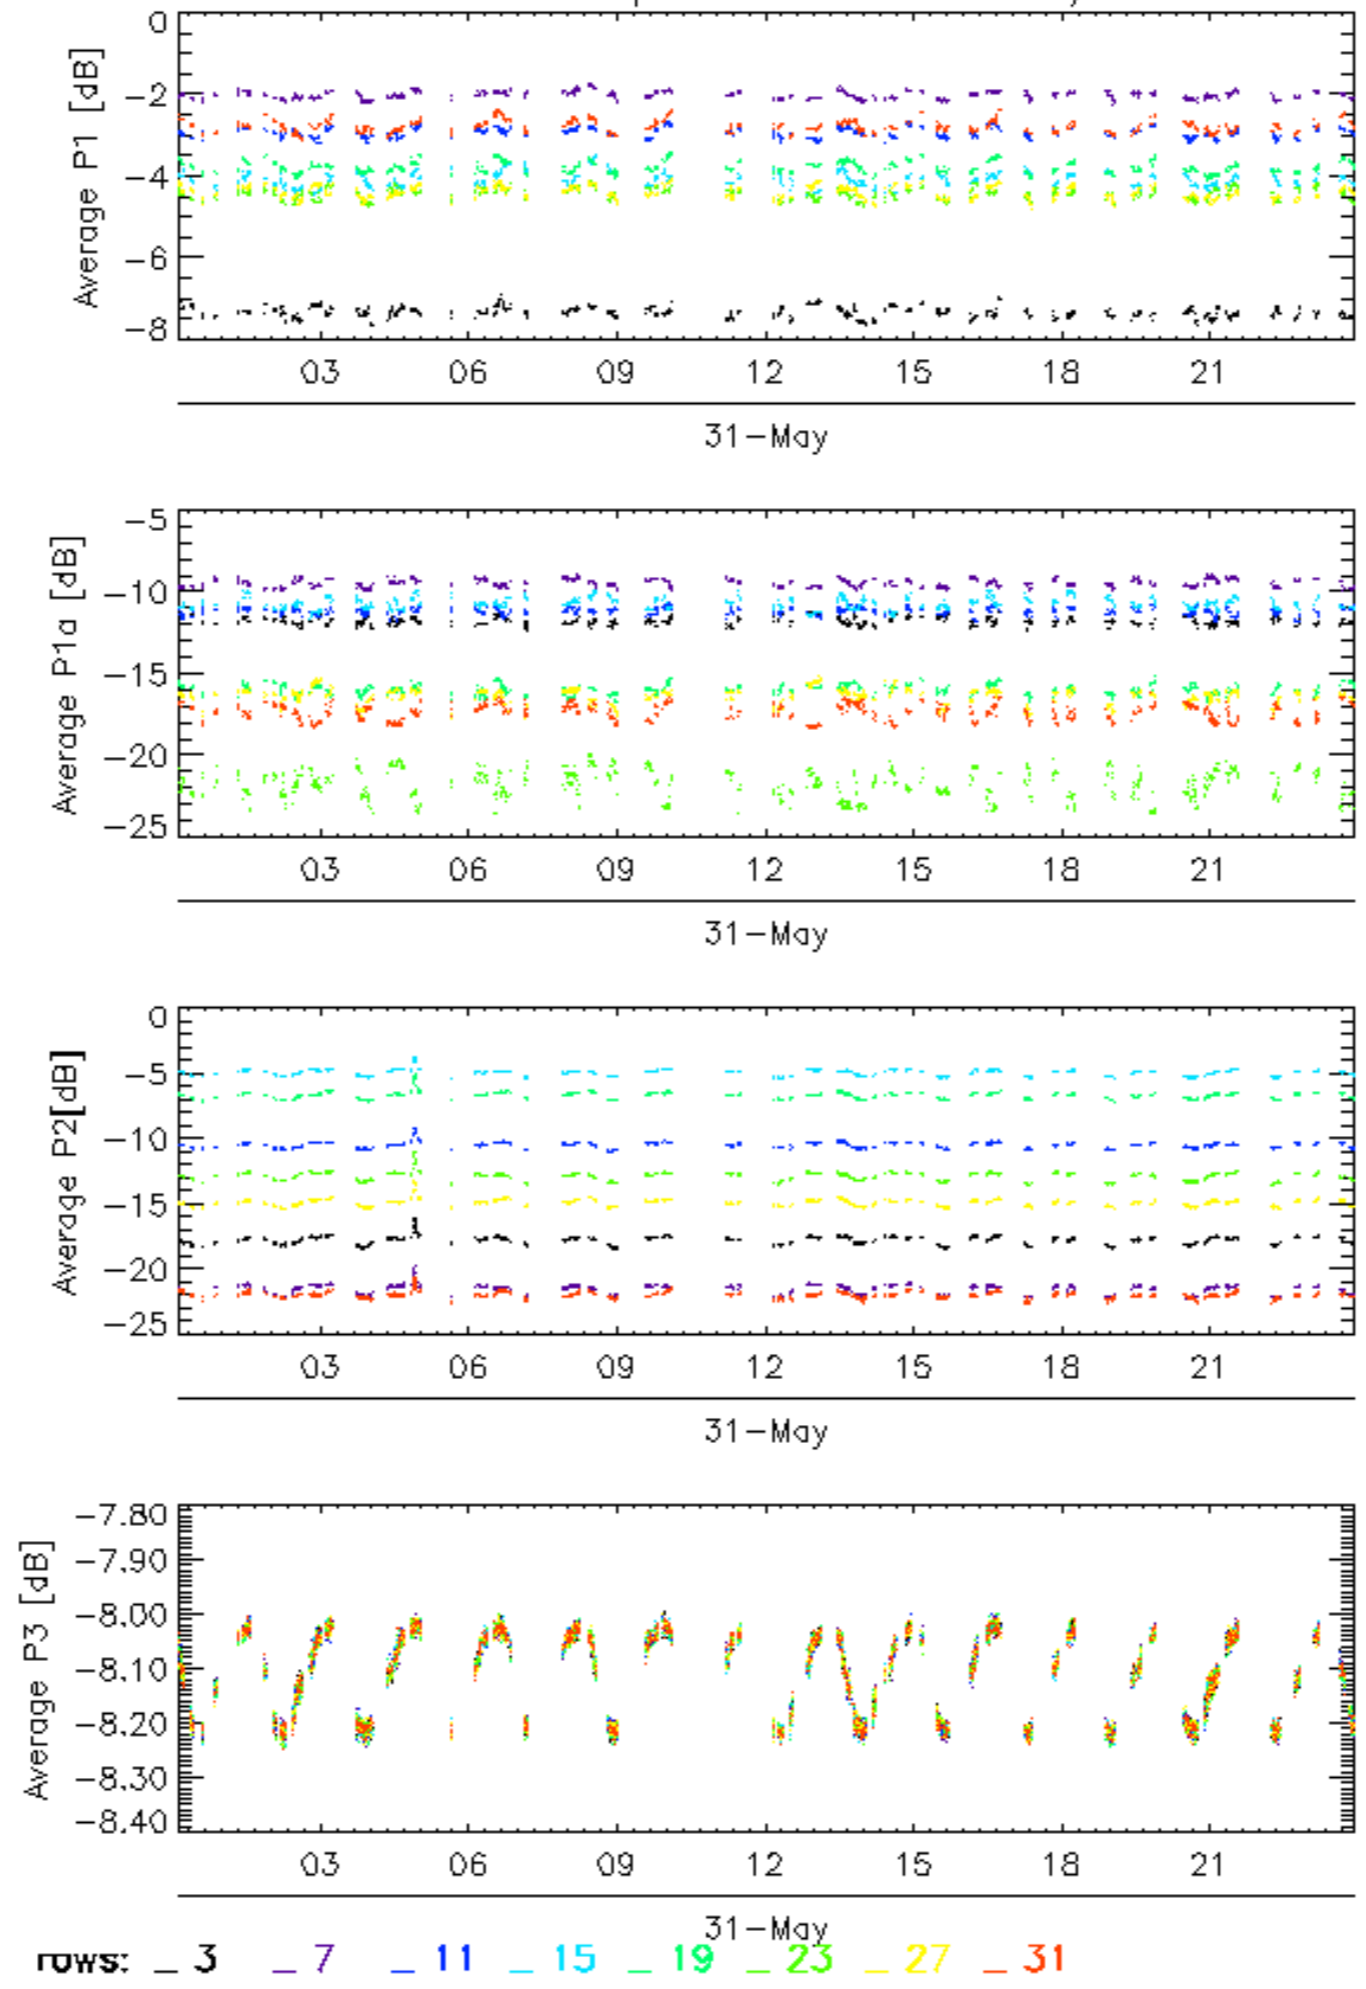 0
Average P1 [dB]
-2
-4
-6
-8
03 06 09 12 15 18 21
31-May
-5
Average P1a [dB]
-10
-15
-20
-25
03 06 09 12 15 18 21
31-May
0
Average P2[dB]
-5
-10
-15
-20
-25
03 06 09 12 15 18 21
31-May
-7.80
Average P3 [dB]
-7.90
-8.00
-8.10
-8.20
-8.30
-8.40
03 06 09 12 15 18 21
31-May
rows: _ 3 _ 7 _ 11 _ 15 _ 19 _ 23 _ 27 _ 31